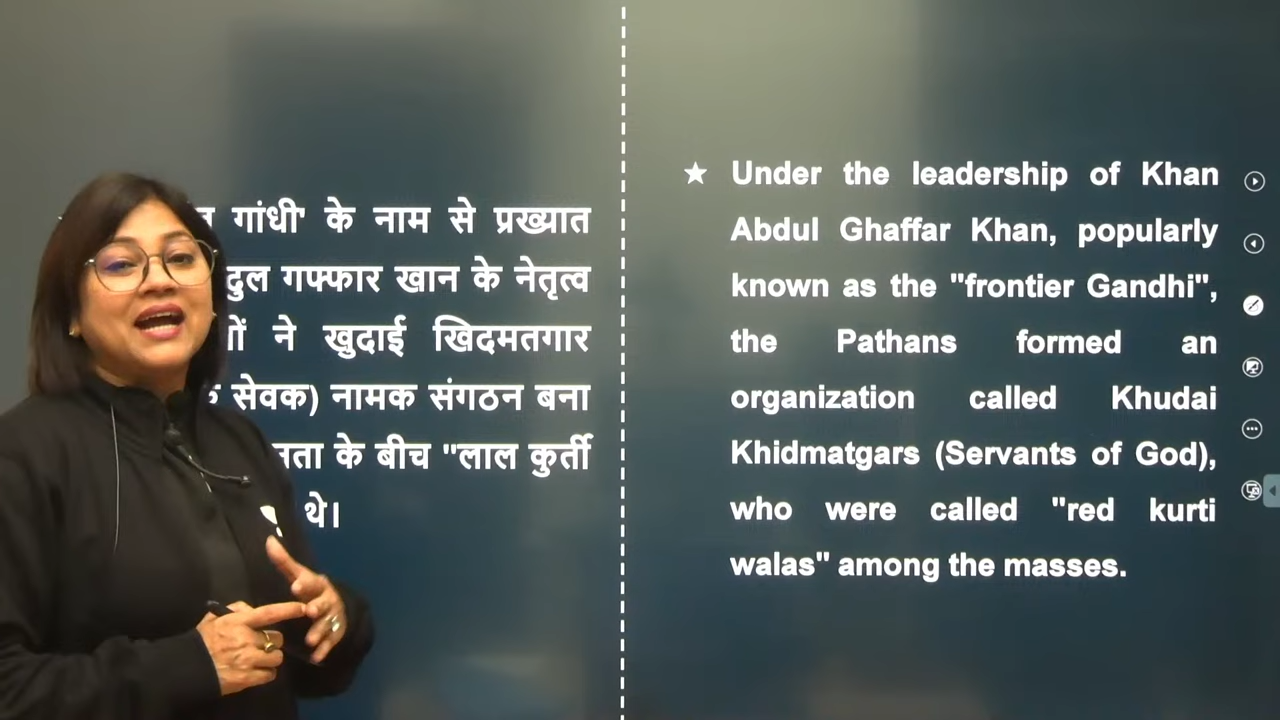 गांधी' के नाम से प्रख्यात
गफ्फार खान के नेतृत्व
ने खुदाई खिदमतगार
सेवक) नामक संगठन बना
के बीच "लाल कुर्ती
थे।
★ Under the leadership of Khan
Abdul Ghaffar Khan, popularly
known as the "frontier Gandhi",
the Pathans formed an
organization called Khudai
Khidmatgars (Servants of God),
who were called "red kurti
walas" among the masses.